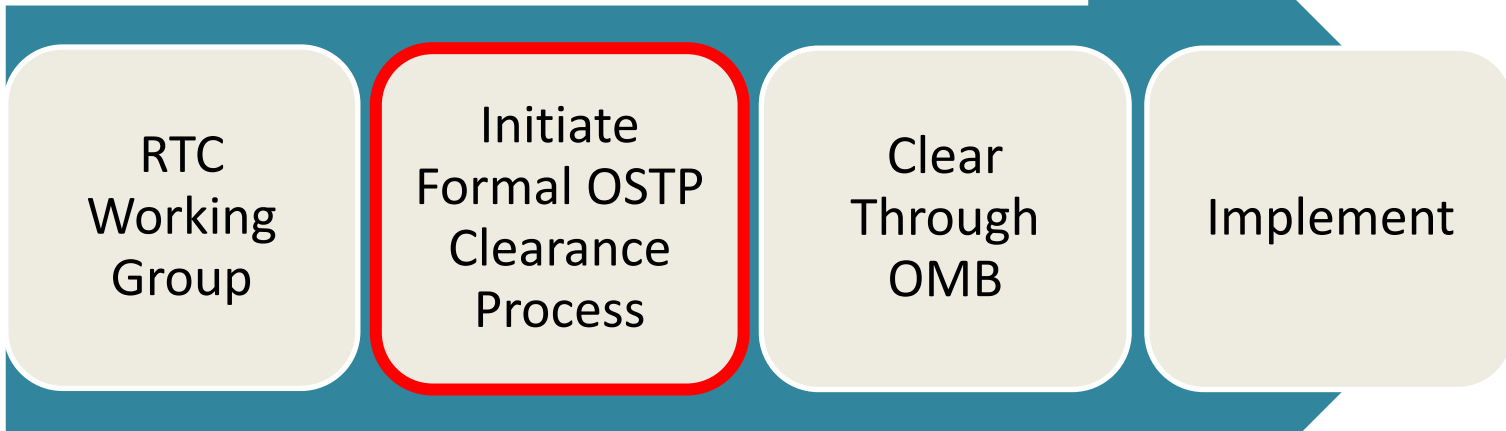 RTC
Working
Group
Initiate
Formal OSTP
Clearance
Process
Clear
Through
OMB
Implement